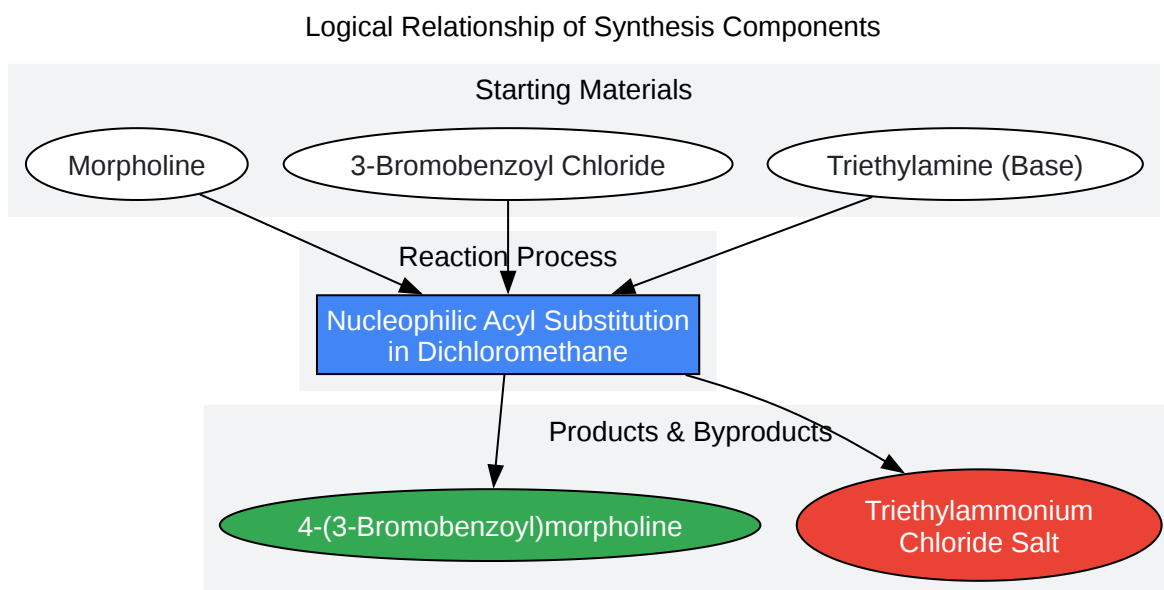 Logical Relationship of Synthesis Components
Starting Materials
Morpholine
3-Bromobenzoyl Chloride
Triethylamine (Base)
Reaction Process
Nucleophilic Acyl Substitution
in Dichloromethane
Products & Byproducts
4-(3-Bromobenzoyl)morpholine
Triethylammonium
Chloride Salt